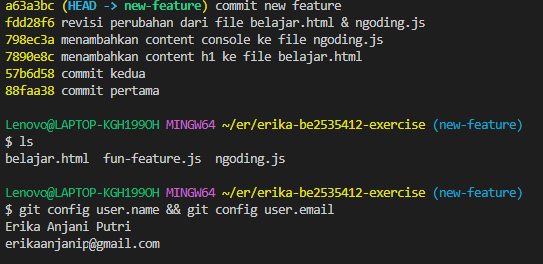 a63a3bc (HEAD -> new-feature) commit new feature
fdd28f6 revisi perubahan dari file belajar.html & ngoding.js
798ec3a menambahkan content console ke file ngoding.js
7890e8c menambahkan content h1 ke file belajar.html
57b6d58 commit kedua
88faa38 commit pertama
Lenovo@LAPTOP-KGH199OH MINGW64 ~/er/erika-be2535412-exercise (new-feature)
$ ls
belajar.html  fun-feature.js  ngoding.js
Lenovo@LAPTOP-KGH199OH MINGW64 ~/er/erika-be2535412-exercise (new-feature)
$ git config user.name && git config user.email
Erika Anjani Putri
erikaanjanip@gmail.com